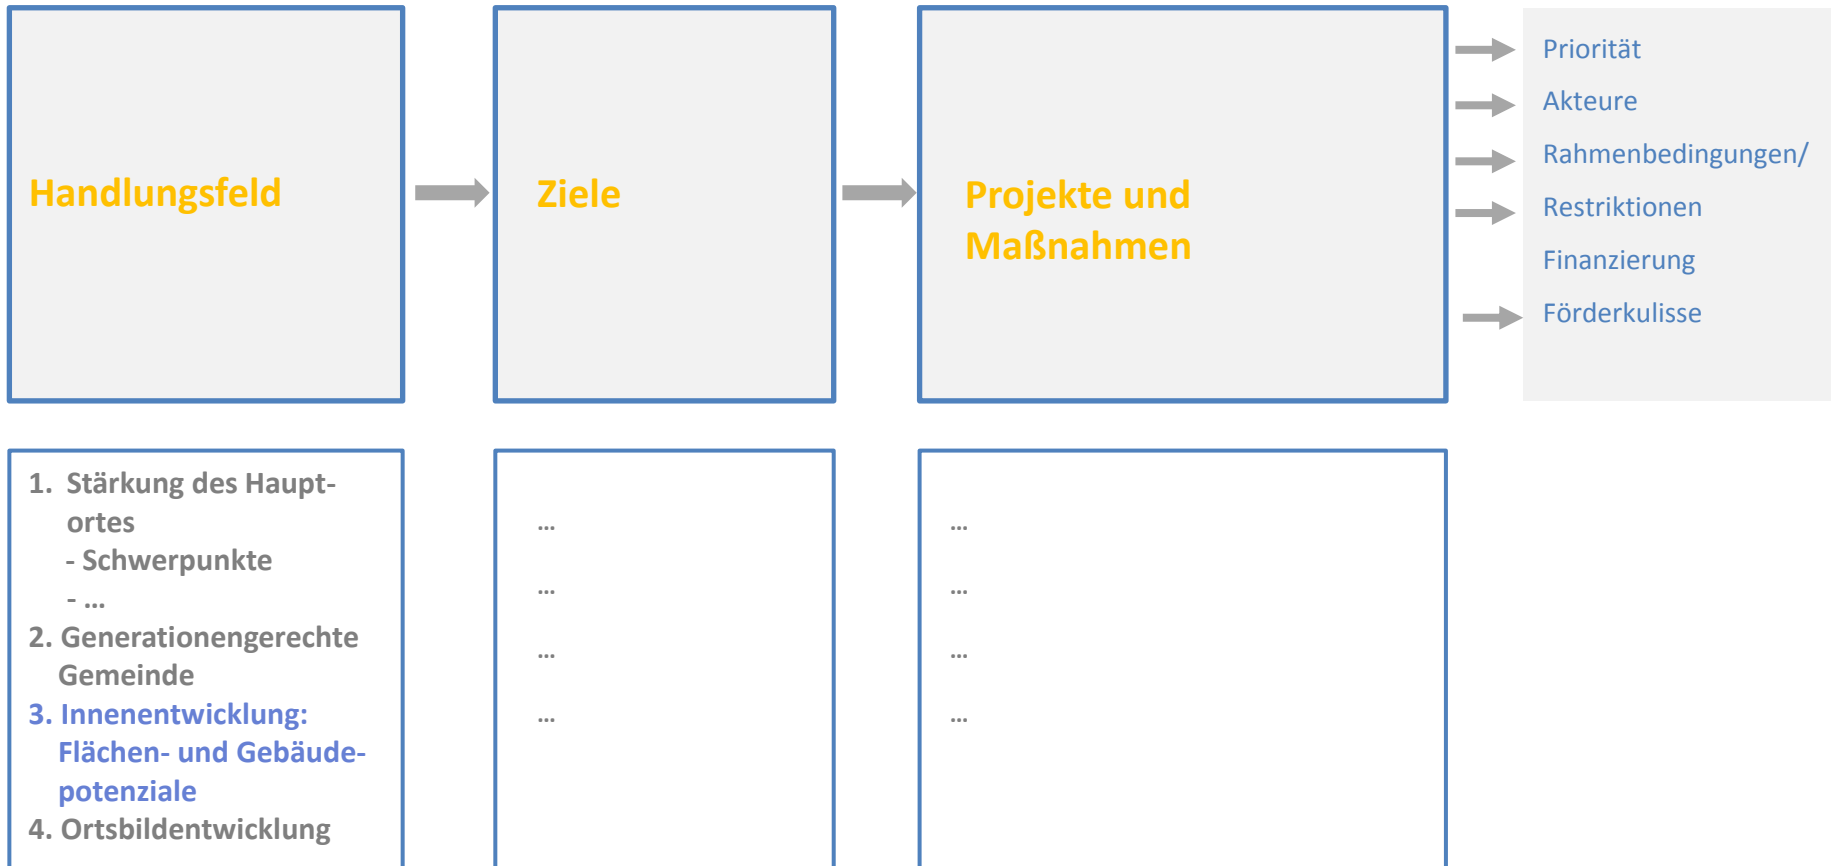 Handlungsfeld
Ziele
Projekte und
Maßnahmen
Priorität
Akteure
Rahmenbedingungen/
Restriktionen
Finanzierung
Förderkulisse
1. Stärkung des Haupt-
ortes
- Schwerpunkte
- ...
2. Generationengerechte
Gemeinde
3. Innenentwicklung:
Flächen- und Gebäude-
potenziale
4. Ortsbildentwicklung
...
...
...
...
...
...
...
...